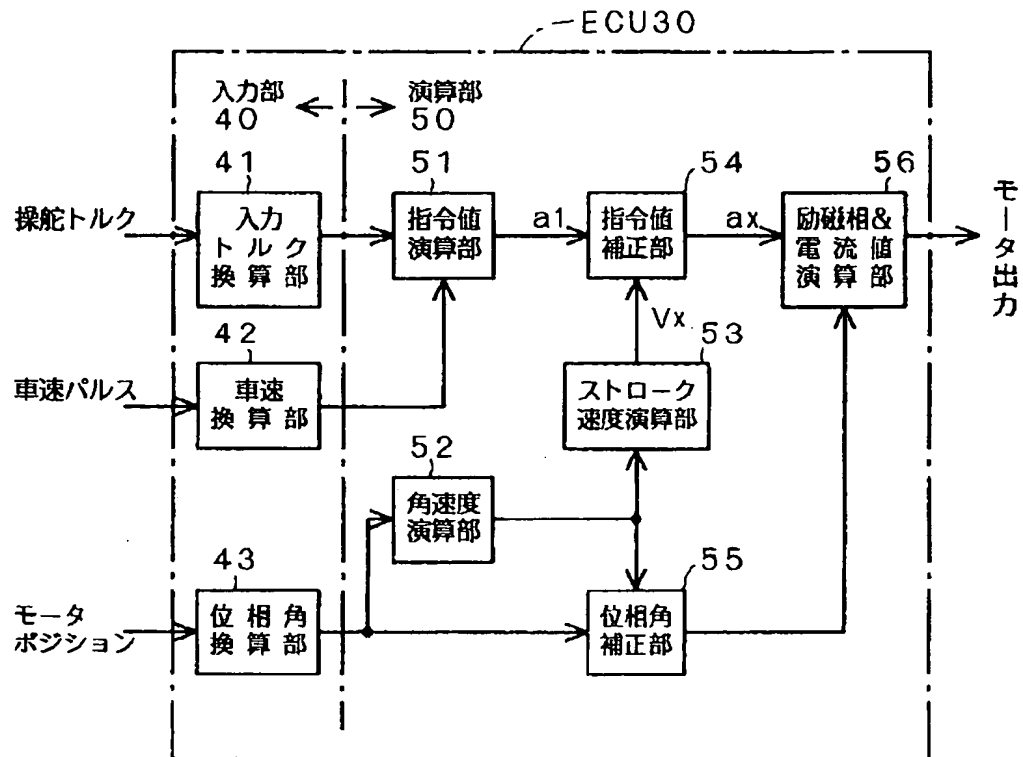 ECU30
入力部
40
演算部
50
41
入力
トルク
換算部
操舵トルク
51
指令値
演算部
a1
54
指令値
補正部
ax
56
励磁相&
電流値
演算部
モータ出力
42
車速
換算部
車速パルス
Vx
53
ストローク
速度演算部
52
角速度
演算部
43
位相角
換算部
モータ
ポジション
55
位相角
補正部